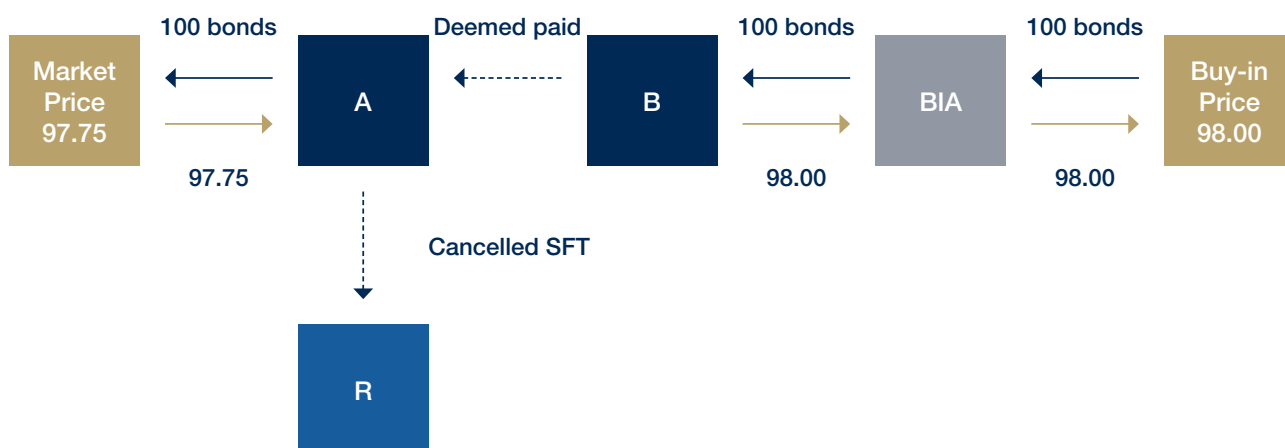 100 bonds
Deemed paid
100 bonds
100 bonds
Market
Price
97.75
A
B
BIA
Buy-in
Price
98.00
97.75
98.00
98.00
Cancelled SFT
R